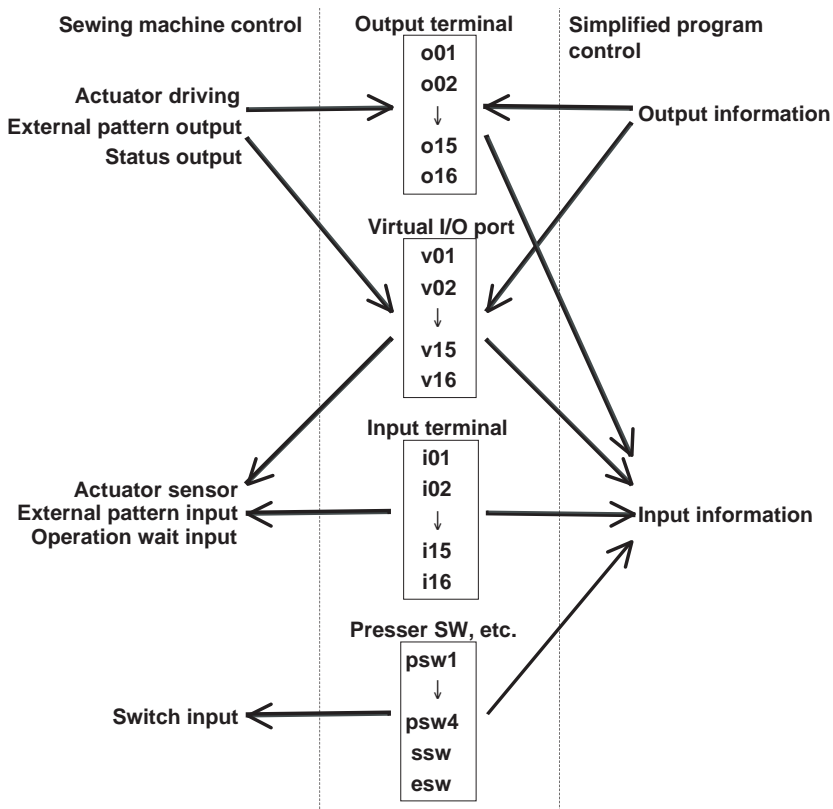 Sewing machine control
Output terminal
Simplified program
control
o01
o02
↓
o15
o16
Actuator driving
External pattern output
Status output
Output information
Virtual I/O port
v01
v02
↓
v15
v16
Input terminal
i01
i02
↓
i15
i16
Actuator sensor
External pattern input
Operation wait input
Input information
Presser SW, etc.
psw1
↓
psw4
ssw
esw
Switch input